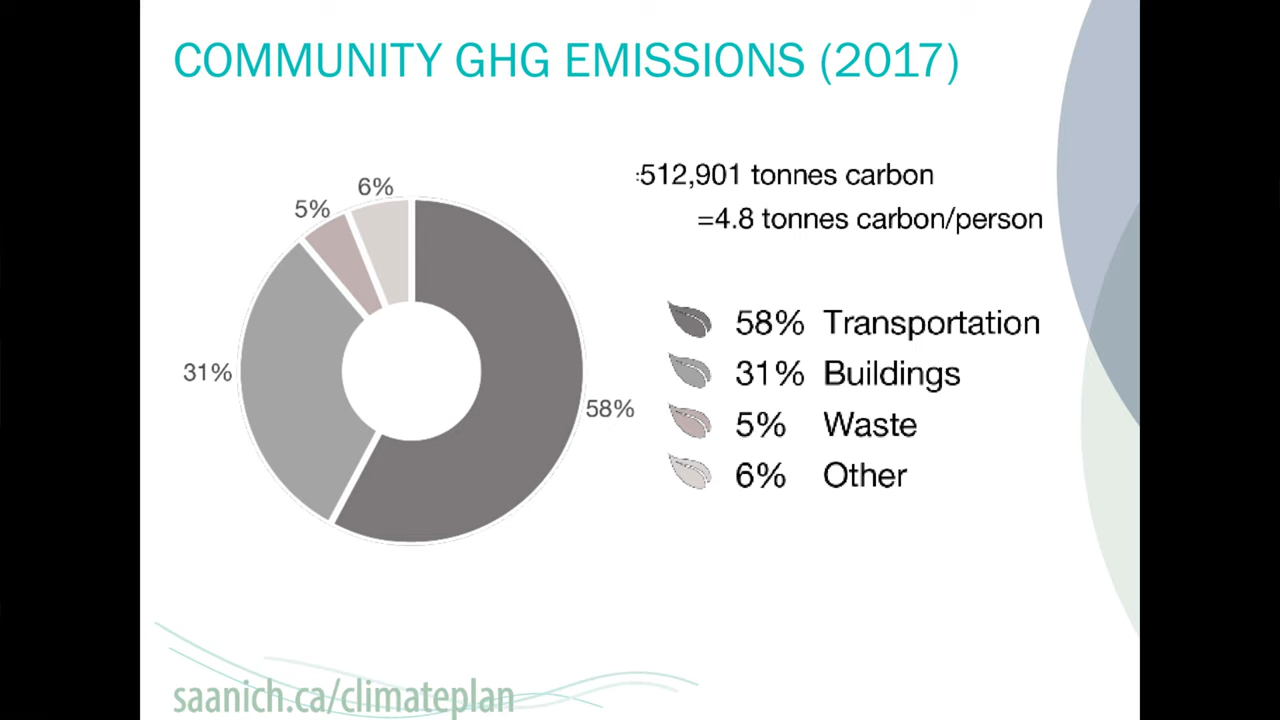 COMMUNITY GHG EMISSIONS (2017)
:512,901 tonnes carbon
=4.8 tonnes carbon/person
6%
5%
31%
58%
58% Transportation
31% Buildings
5% Waste
6% Other
saanich.ca/climateplan